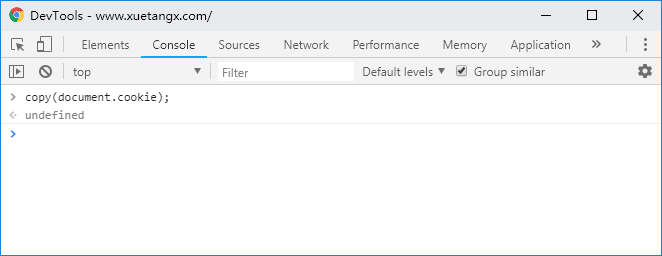 DevTools - www.xuetangx.com/
Elements Console Sources Network Performance Memory Application »
top Filter Default levels Group similar
> copy(document.cookie);
undefined
>